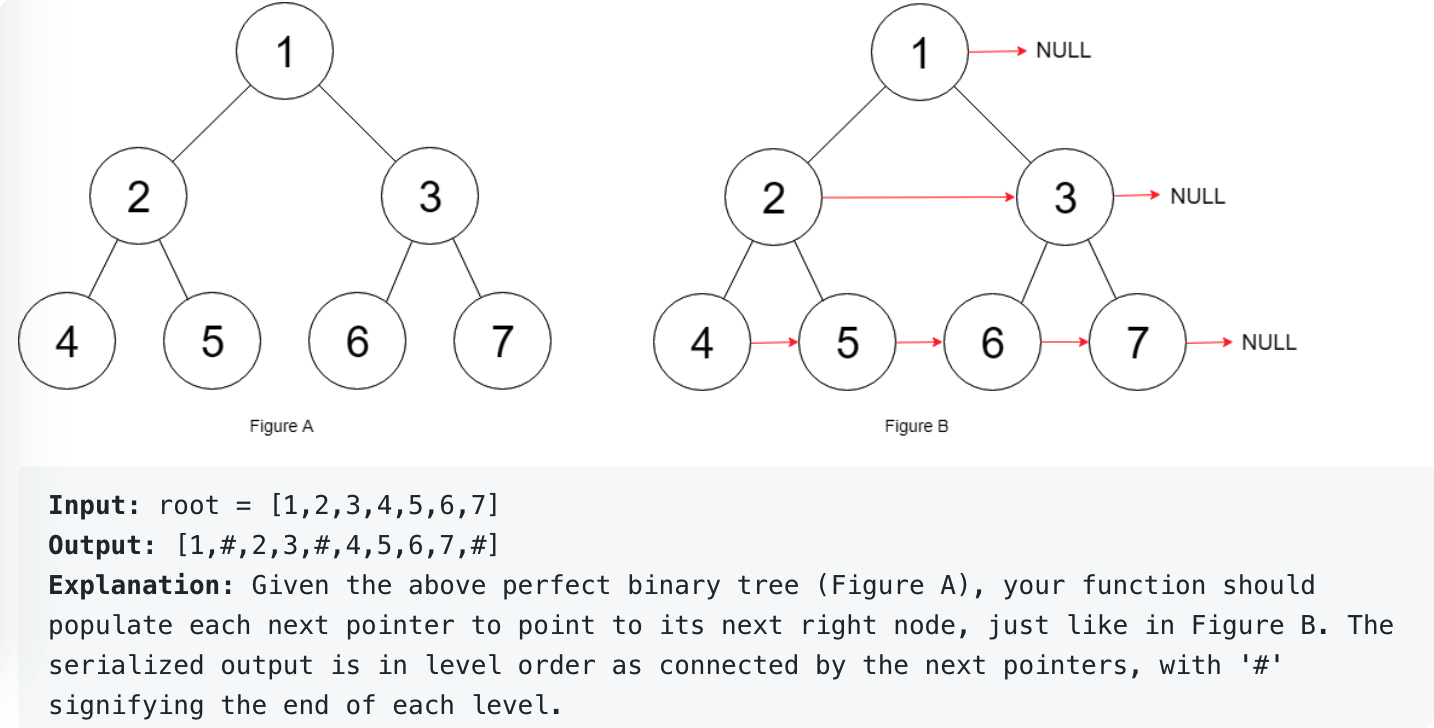 1
2 3
4 5 6 7
Figure A
1 NULL
2 3 NULL
4 5 6 7 NULL
Figure B
Input: root = [1,2,3,4,5,6,7]
Output: [1,#,2,3,#,4,5,6,7,#]
Explanation: Given the above perfect binary tree (Figure A), your function should
populate each next pointer to point to its next right node, just like in Figure B. The
serialized output is in level order as connected by the next pointers, with '#'
signifying the end of each level.